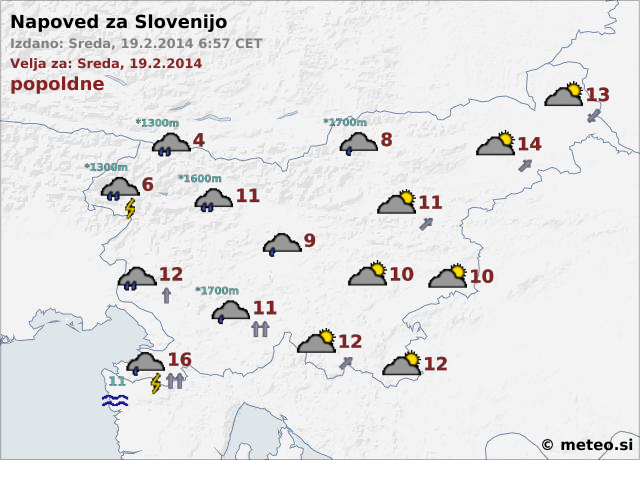 Napoved za Slovenijo
Izdano: Sreda, 19.2.2014 6:57 CET
Velja za: Sreda, 19.2.2014
popoldne
13
*1300m
4
*1700m
8
14
*1300m
6
*1600m
11
11
9
12
10
10
*1700m
11
12
16
12
11
© meteo.si